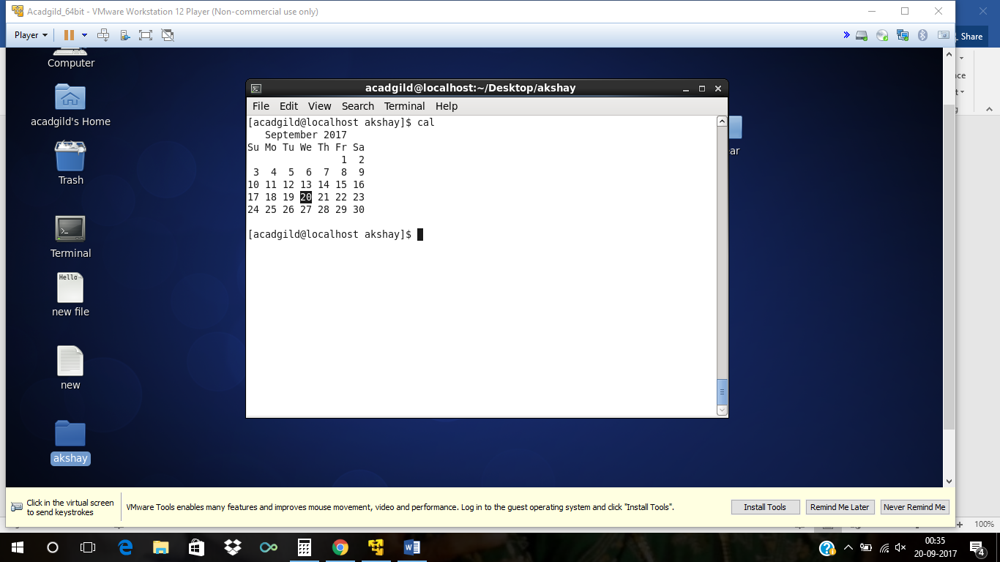 Acadgild_64bit - VMware Workstation 12 Player (Non-commercial use only)
Player
Share
Computer
acadgild's Home
Trash
Terminal
Hello
new file
new
akshay
acadgild@localhost:~/Desktop/akshay
File Edit View Search Terminal Help
[acadgild@localhost akshay]$ cal
September 2017
Su Mo Tu We Th Fr Sa
1 2
3 4 5 6 7 8 9
10 11 12 13 14 15 16
17 18 19 20 21 22 23
24 25 26 27 28 29 30
[acadgild@localhost akshay]$
Click in the virtual screen
to send keystrokes
VMware Tools enables many features and improves mouse movement, video and performance. Log in to the guest operating system and click "Install Tools".
Install Tools
Remind Me Later
Never Remind Me
100%
00:35
20-09-2017
4